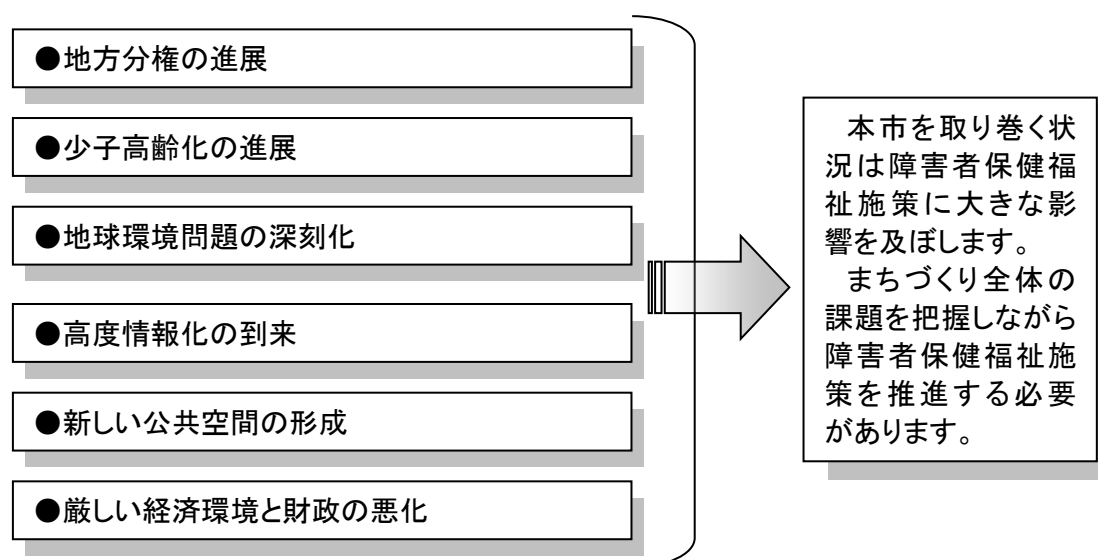 ●地方分権の進展
●少子高齢化の進展
●地球環境問題の深刻化
●高度情報化の到来
●新しい公共空間の形成
●厳しい経済環境と財政の悪化
本市を取り巻く状
況は障害者保健福
祉施策に大きな影
響を及ぼします。
まちづくり全体の
課題を把握しながら
障害者保健福祉施
策を推進する必要
があります。